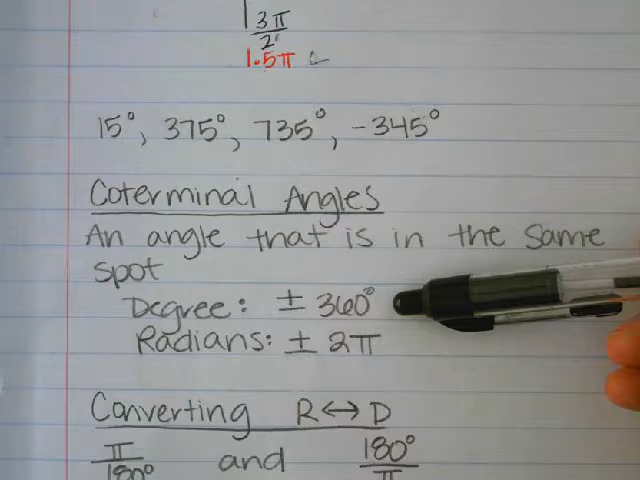 3π
2
1.5π
15°, 375°, 735°, -345°
Coterminal Angles
An angle that is in the same
spot
Degree: ± 360°
Radians: ± 2π
Converting R↔D
π and 180°
180° π